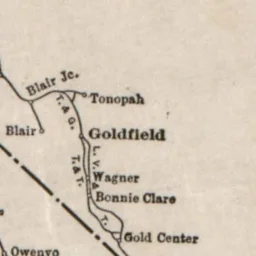 Blair Jc.
Tonopah
T. & G.
Blair
Goldfield
L. V. &
T. & T.
Wagner
Bonnie Clare
T.
Gold Center
Owenyo